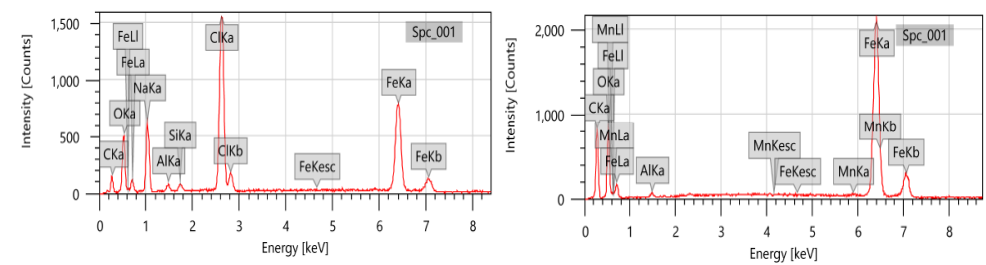 Intensity [Counts]
1,500
1,000
500
0
FeLl
FeLa
NaKa
OKa
CKa
SiKa
AlKa
ClKa
ClKb
FeKesc
FeKa
FeKb
Spc_001
0 1 2 3 4 5 6 7 8
Energy [keV]
Intensity [Counts]
2,000
1,000
0
MnLl
FeLl
OKa
CKa
MnLa
FeLa
AlKa
MnKesc
FeKesc
MnKa
FeKa
MnKb
FeKb
Spc_001
0 1 2 3 4 5 6 7 8
Energy [keV]